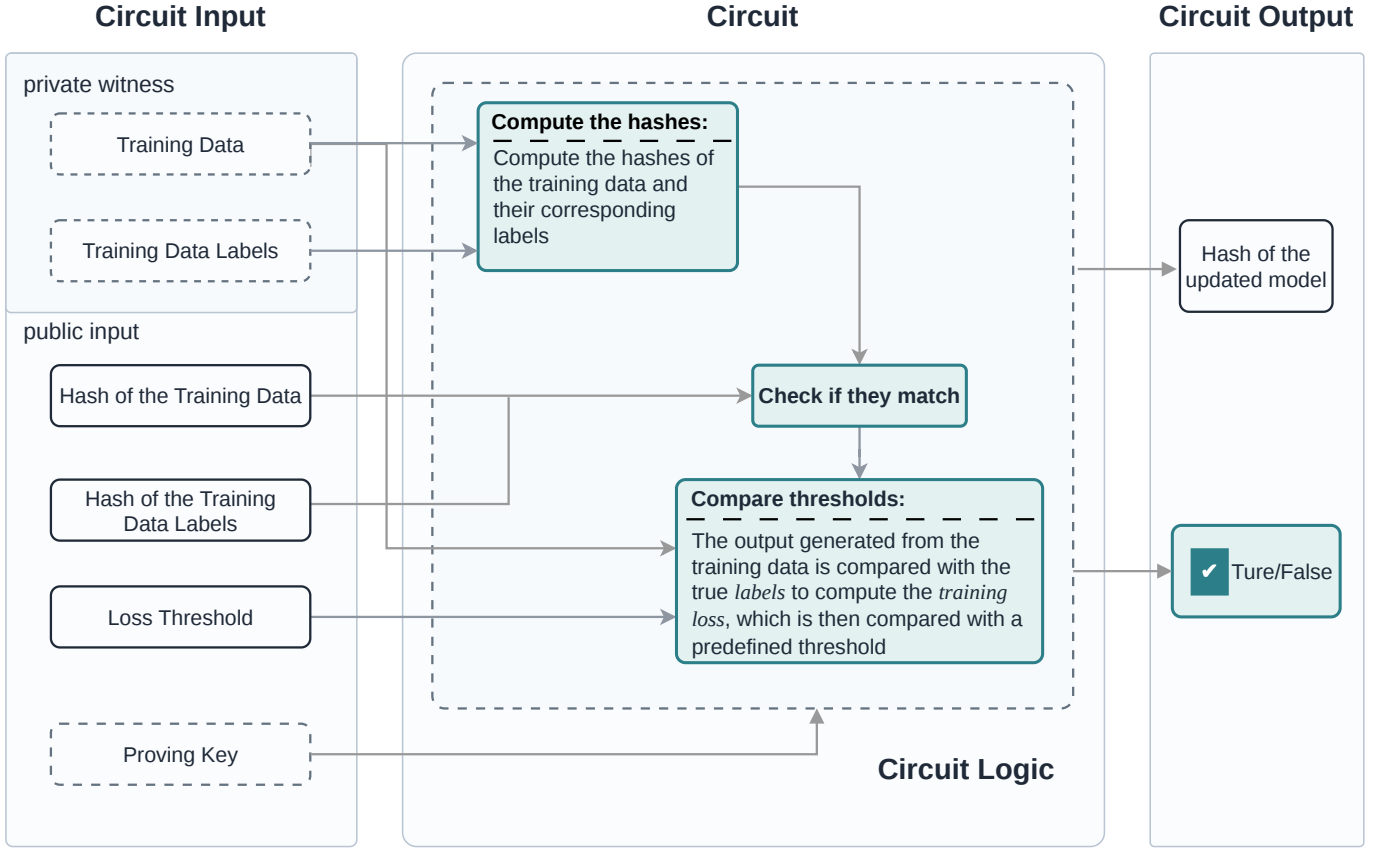 Circuit Input
Circuit
Circuit Output
private witness
Training Data
Training Data Labels
public input
Hash of the Training Data
Hash of the Training
Data Labels
Loss Threshold
Proving Key
Compute the hashes:
Compute the hashes of
the training data and
their corresponding
labels
Check if they match
Compare thresholds:
The output generated from the
training data is compared with the
true labels to compute the training
loss, which is then compared with a
predefined threshold
Circuit Logic
Hash of the
updated model
✔ Ture/False